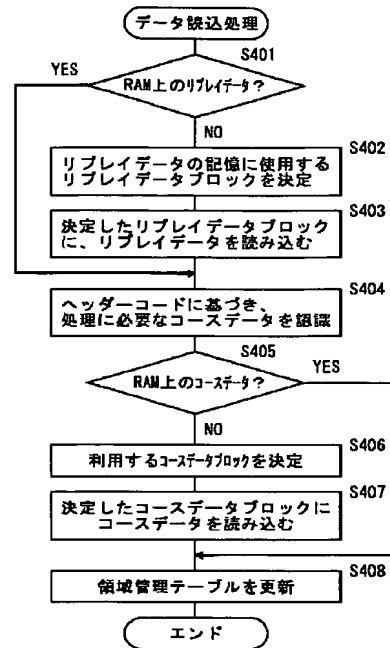 データ読込処理
S401
YES
RAM上のリプレイデータ？
NO
S402
リプレイデータの記憶に使用する
リプレイデータブロックを決定
S403
決定したリプレイデータブロック
に、リプレイデータを読み込む
S404
ヘッダーコードに基づき、
処理に必要なコースデータを認識
S405
YES
RAM上のコースデータ？
NO
S406
利用するコースデータブロックを決定
S407
決定したコースデータブロックに
コースデータを読み込む
S408
領域管理テーブルを更新
エンド